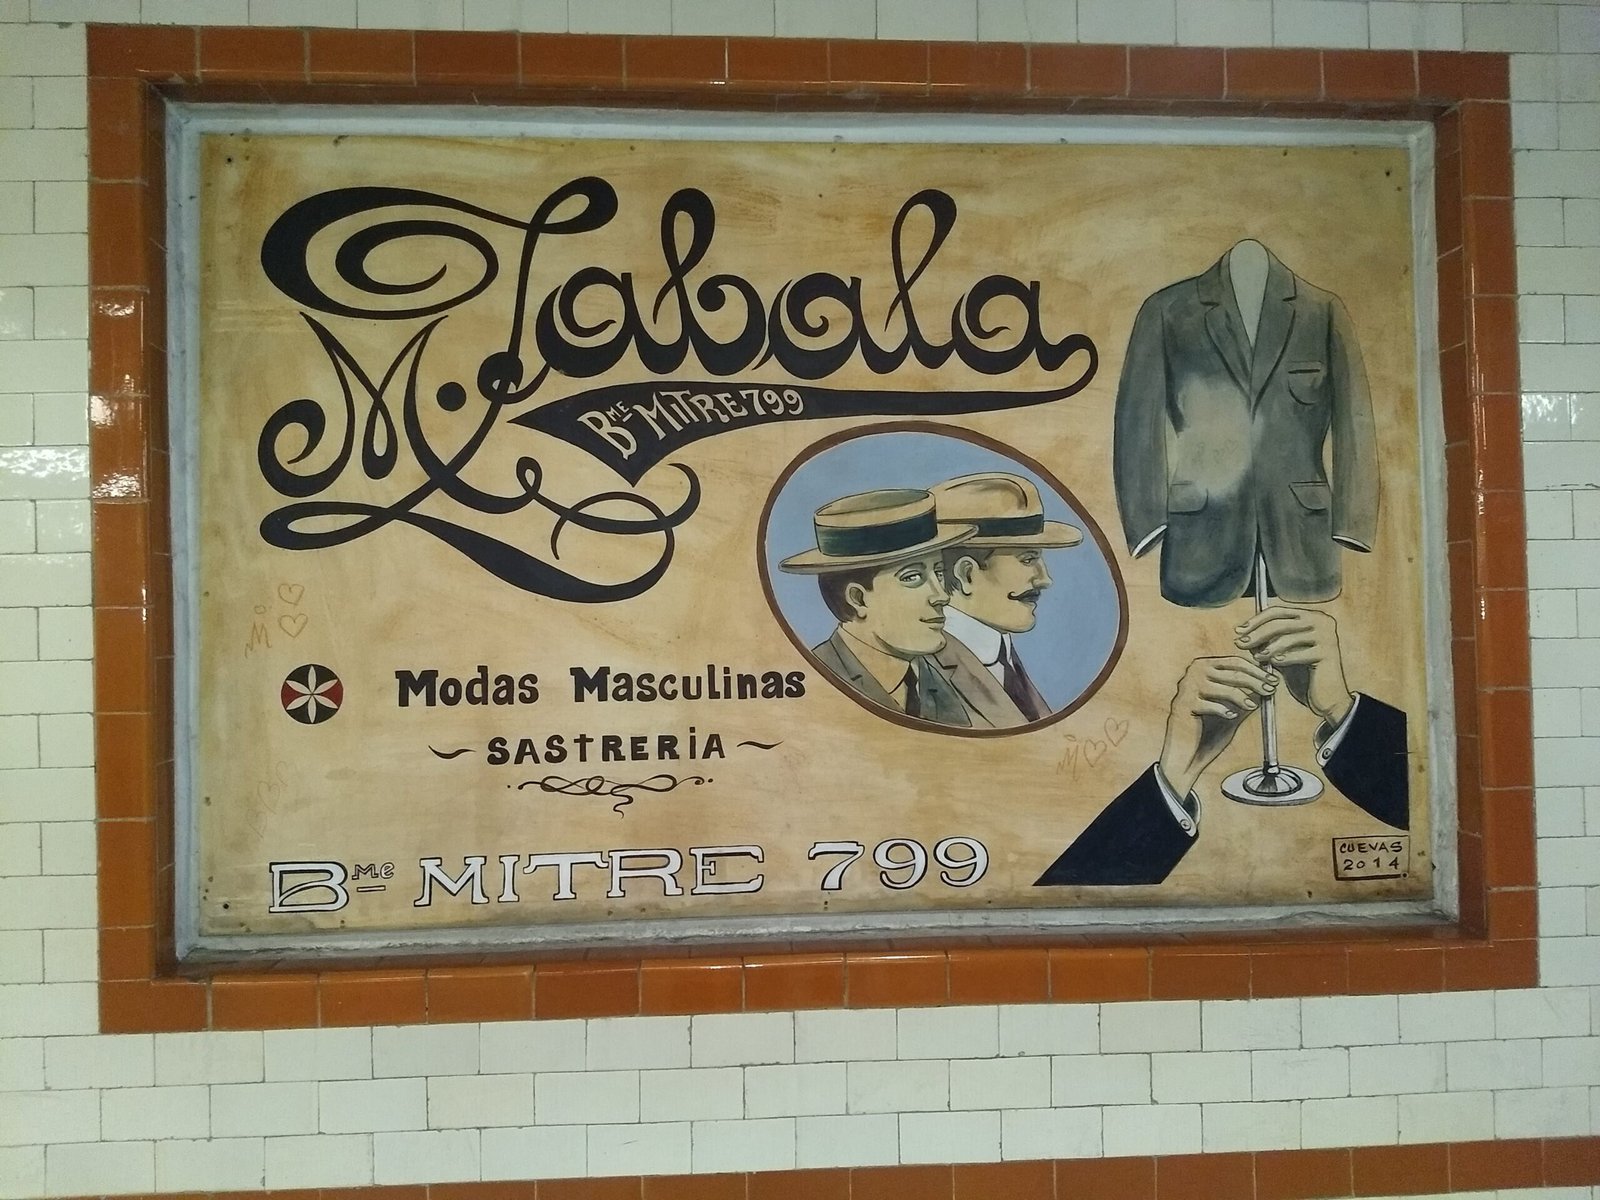 M. Zabala
Bme MITRE 799
Modas Masculinas
SASTRERiA
Bme MITRE 799
CUEVAS
2014